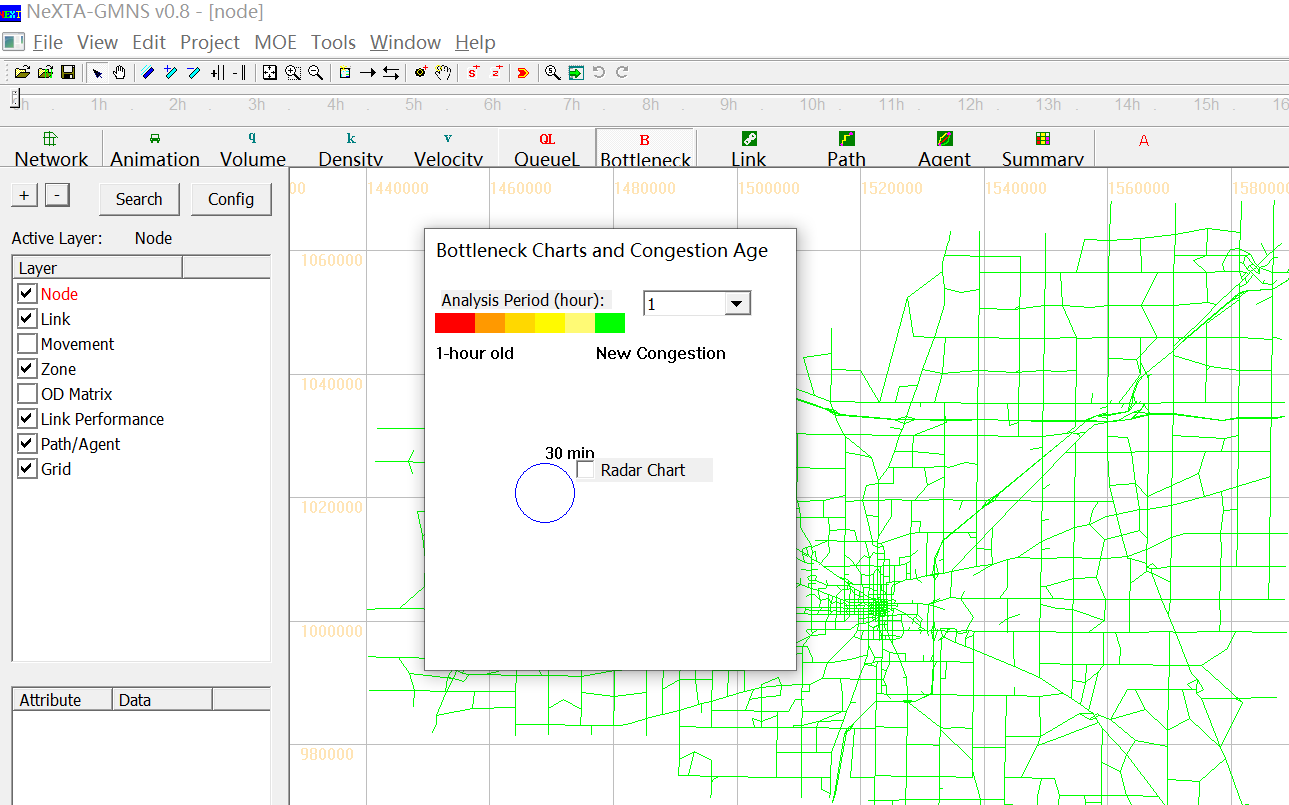 NEXT NeXTA-GMNS v0.8 - [node]
File View Edit Project MOE Tools Window Help
h 1h 2h 3h 4h 5h 6h 7h 8h 9h 10h 11h 12h 13h 14h 15h 16
q k v QL B A
Network Animation Volume Density Velocity QueueL Bottleneck Link Path Agent Summary
+ - Search Config
00 1440000 1460000 1480000 1500000 1520000 1540000 1560000 1580000
Active Layer: Node
Layer
Node
Link
Movement
Zone
OD Matrix
Link Performance
Path/Agent
Grid
Attribute Data
1060000
1040000
1020000
1000000
980000
Bottleneck Charts and Congestion Age
Analysis Period (hour): 1
1-hour old New Congestion
30 min
Radar Chart